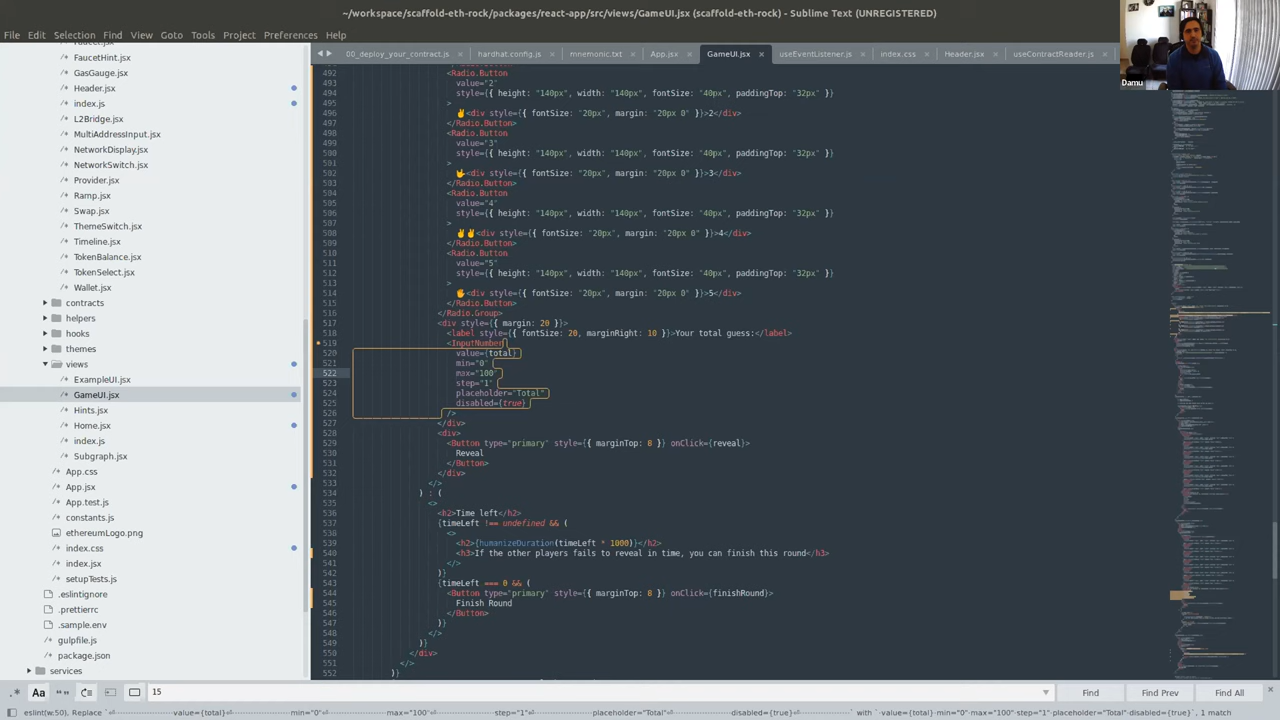 ~/workspace/scaffold-eth-rock/packages/react-app/src/views/GameUI.jsx (scaffold-eth-rock) - Sublime Text (UNREGISTERED)
File Edit Selection Find View Goto Tools Project Preferences
00_deploy_your_contract.js hardhat.config.js mnemonic.txt App.jsx GameUI.jsx useEventListener.js index.css Header.jsx useContractReader.js
Damu
FaucetHint.jsx
GasGauge.jsx
Header.jsx
index.js
L2Bridge.jsx
MultiAddressInput.jsx
NetworkDisplay.jsx
NetworkSwitch.jsx
Provider.jsx
Ramp.jsx
Swap.jsx
ThemeSwitch.jsx
Timeline.jsx
TokenBalance.jsx
TokenSelect.jsx
Wallet.jsx
contracts
helpers
hooks
themes
views
ExampleUI.jsx
GameUI.jsx
Hints.jsx
Home.jsx
index.js
Subgraph.jsx
App.css
App.jsx
App.test.js
constants.js
ethereumLogo.png
index.css
index.jsx
setupTests.js
.eslintignore
.prettierrc
.sample.env
gulpfile.js
package.json
services
492 <Radio.Button
493 value="2"
494 style={{ height: "140px", width: "140px", fontSize: "40px", paddingTop: "32px" }}
495 >
496 ✌<div style={{ fontSize: "20px", margin: "20px 0" }}>2</div>
497 </Radio.Button>
498 <Radio.Button
499 value="3"
500 style={{ height: "140px", width: "140px", fontSize: "40px", paddingTop: "32px" }}
501 >
502 🤟<div style={{ fontSize: "20px", margin: "20px 0" }}>3</div>
503 </Radio.Button>
504 <Radio.Button
505 value="4"
506 style={{ height: "140px", width: "140px", fontSize: "40px", paddingTop: "32px" }}
507 >
508 ✌✌<div style={{ fontSize: "20px", margin: "20px 0" }}>4</div>
509 </Radio.Button>
510 <Radio.Button
511 value="5"
512 style={{ height: "140px", width: "140px", fontSize: "40px", paddingTop: "32px" }}
513 >
514 🖐<div style={{ fontSize: "20px", margin: "20px 0" }}>5</div>
515 </Radio.Button>
516 </Radio.Group>
517 <div style={{ margin: 20 }}>
518 <label style={{ fontSize: 20, marginRight: 10 }}>Your total guess:</label>
519 <InputNumber
520 value={total}
521 min="0"
522 max="100"
523 step="1"
524 placeholder="Total"
525 disabled={true}
526 />
527 </div>
528 <div>
529 <Button type="primary" style={{ marginTop: 8 }} onClick={reveal}>
530 Reveal
531 </Button>
532 </div>
533 </>
534 ) : (
535 <>
536 <h2>Time left</h2>
537 {timeLeft !== undefined && (
538 <>
539 <h2>{humanizeDuration(timeLeft * 1000)}</h2>
540 <h3>If the other players fails to reveal in time, you can finish this round</h3>
541 </>
542 )}
543 {timeLeft === 0 && (
544 <Button type="primary" style={{ marginTop: 8 }} onClick={finishRound}>
545 Finish Round
546 </Button>
547 )}
548 </>
549 )}
550 </div>
551 </>
552 )}
.* Aa 15 Find Find Prev Find All
eslint(w:50), Replace `⏎ value={total}⏎ min="0"⏎ max="100"⏎ step="1"⏎ placeholder="Total"⏎ disabled={true}⏎ with `·value={total}·min="0"·max="100"·step="1"·placeholder="Total"·disabled={true}`, 1 match